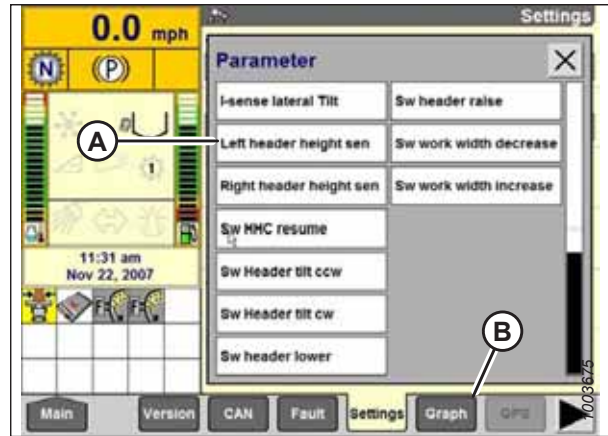 0.0 mph
Settings
N
(P)
Parameter
I-sense lateral Tilt
Sw header raise
A
Left header height sen
Sw work width decrease
1
Right header height sen
Sw work width increase
Sw HHC resume
11:31 am
Nov 22, 2007
Sw Header tilt ccw
Sw Header tilt cw
B
Sw header lower
1003675
Main
Version
CAN
Fault
Settings
Graph
GPS